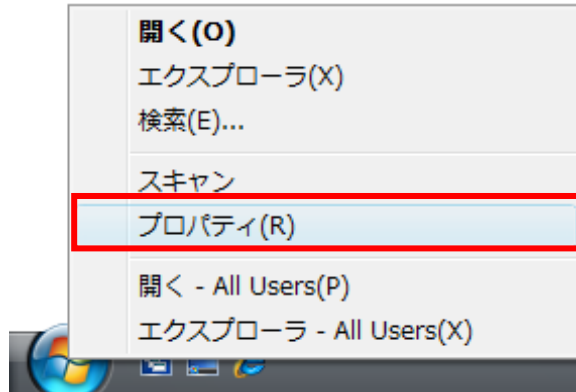 開く(O)
エクスプローラ(X)
検索(E)...
スキャン
プロパティ(R)
開く - All Users(P)
エクスプローラ - All Users(X)